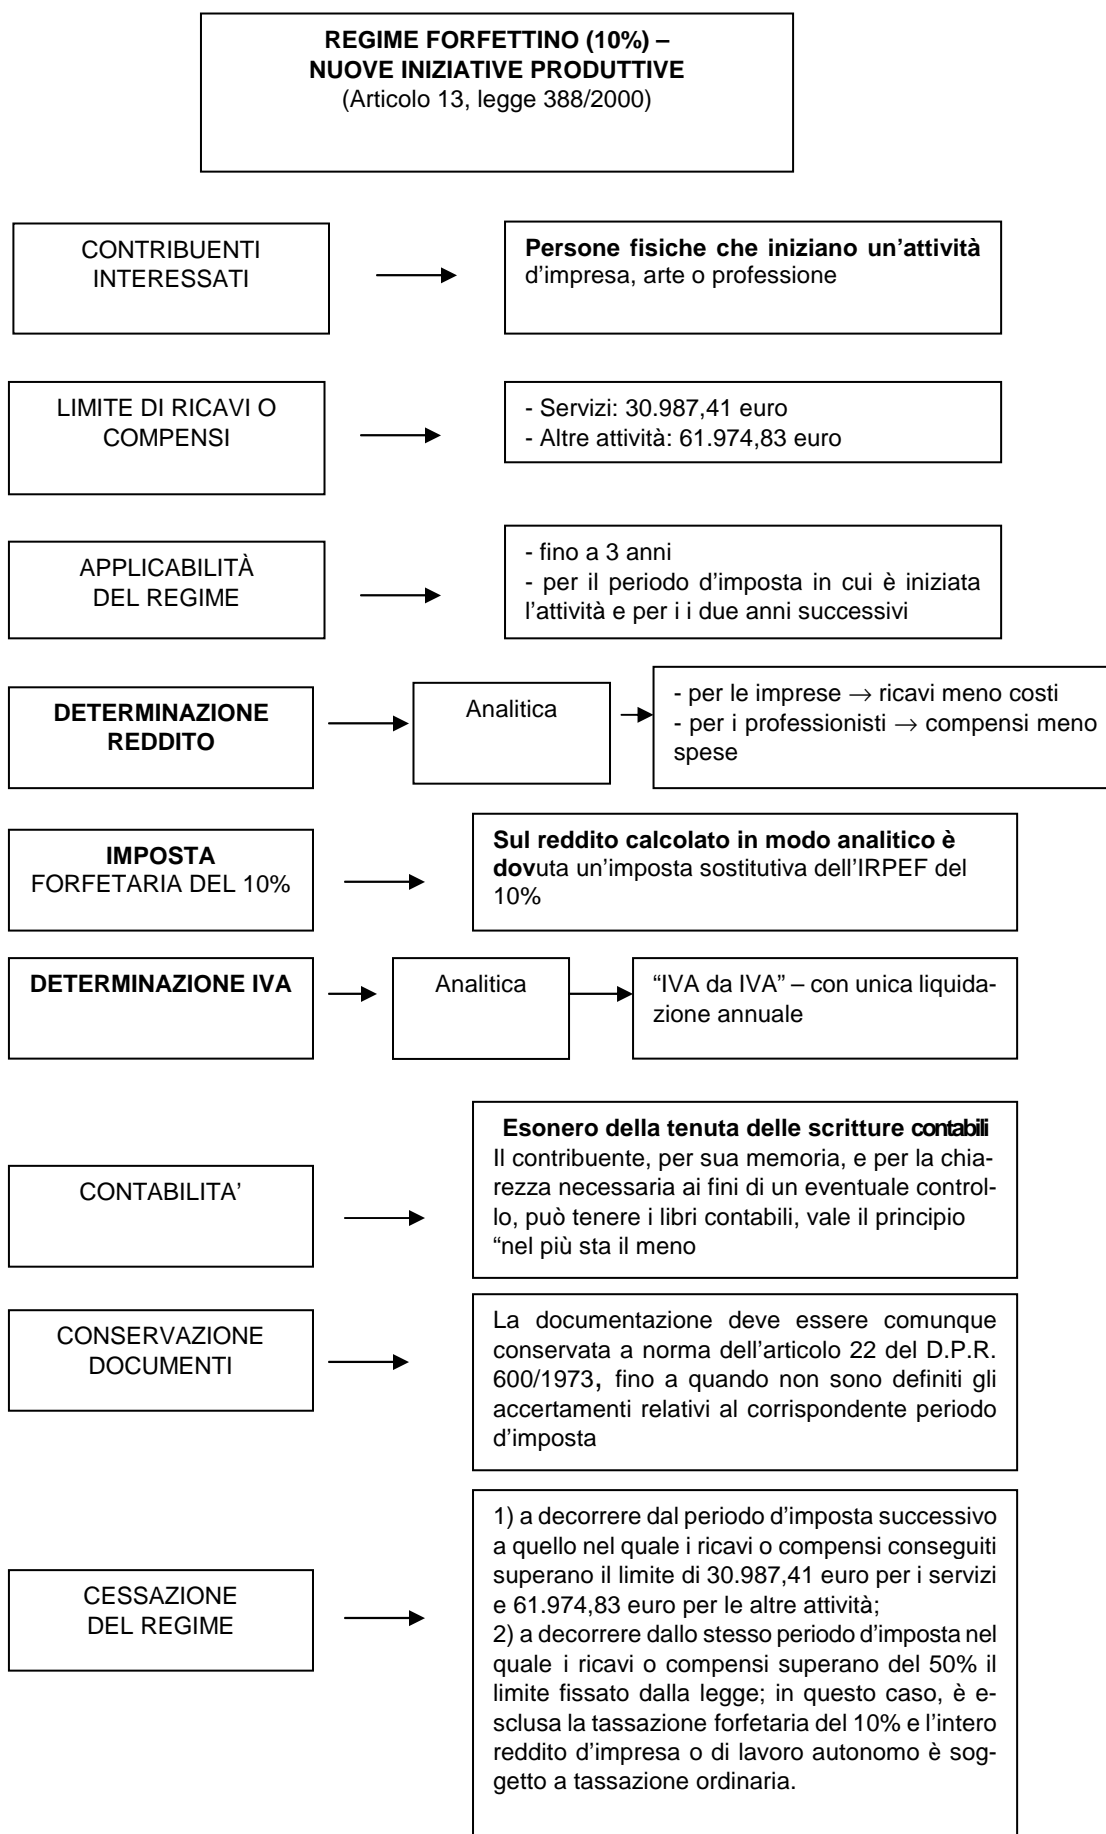 REGIME FORFETTINO (10%) –
NUOVE INIZIATIVE PRODUTTIVE
(Articolo 13, legge 388/2000)
CONTRIBUENTI
INTERESSATI
Persone fisiche che iniziano un’attività
d’impresa, arte o professione
LIMITE DI RICAVI O
COMPENSI
- Servizi: 30.987,41 euro
- Altre attività: 61.974,83 euro
APPLICABILITÀ
DEL REGIME
- fino a 3 anni
- per il periodo d’imposta in cui è iniziata
l’attività e per i i due anni successivi
DETERMINAZIONE
REDDITO
Analitica
- per le imprese → ricavi meno costi
- per i professionisti → compensi meno
spese
IMPOSTA
FORFETARIA DEL 10%
Sul reddito calcolato in modo analitico è
dovuta un’imposta sostitutiva dell’IRPEF del
10%
DETERMINAZIONE IVA
Analitica
“IVA da IVA” – con unica liquida-
zione annuale
CONTABILITA’
Esonero della tenuta delle scritture contabili
Il contribuente, per sua memoria, e per la chia-
rezza necessaria ai fini di un eventuale control-
lo, può tenere i libri contabili, vale il principio
“nel più sta il meno
CONSERVAZIONE
DOCUMENTI
La documentazione deve essere comunque
conservata a norma dell’articolo 22 del D.P.R.
600/1973, fino a quando non sono definiti gli
accertamenti relativi al corrispondente periodo
d’imposta
CESSAZIONE
DEL REGIME
1) a decorrere dal periodo d’imposta successivo
a quello nel quale i ricavi o compensi conseguiti
superano il limite di 30.987,41 euro per i servizi
e 61.974,83 euro per le altre attività;
2) a decorrere dallo stesso periodo d’imposta nel
quale i ricavi o compensi superano del 50% il
limite fissato dalla legge; in questo caso, è e-
sclusa la tassazione forfetaria del 10% e l’intero
reddito d’impresa o di lavoro autonomo è sog-
getto a tassazione ordinaria.